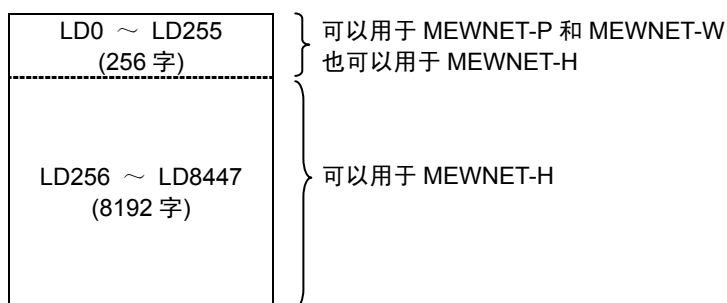 LD0 ～ LD255
(256 字)
可以用于 MEWNET-P 和 MEWNET-W
也可以用于 MEWNET-H
LD256 ～ LD8447
(8192 字)
可以用于 MEWNET-H